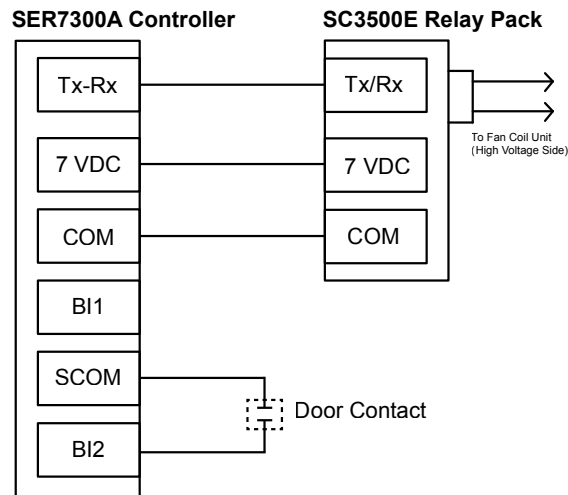 SER7300A Controller
SC3500E Relay Pack
Tx-Rx
Tx/Rx
To Fan Coil Unit
(High Voltage Side)
7 VDC
7 VDC
COM
COM
BI1
SCOM
Door Contact
BI2